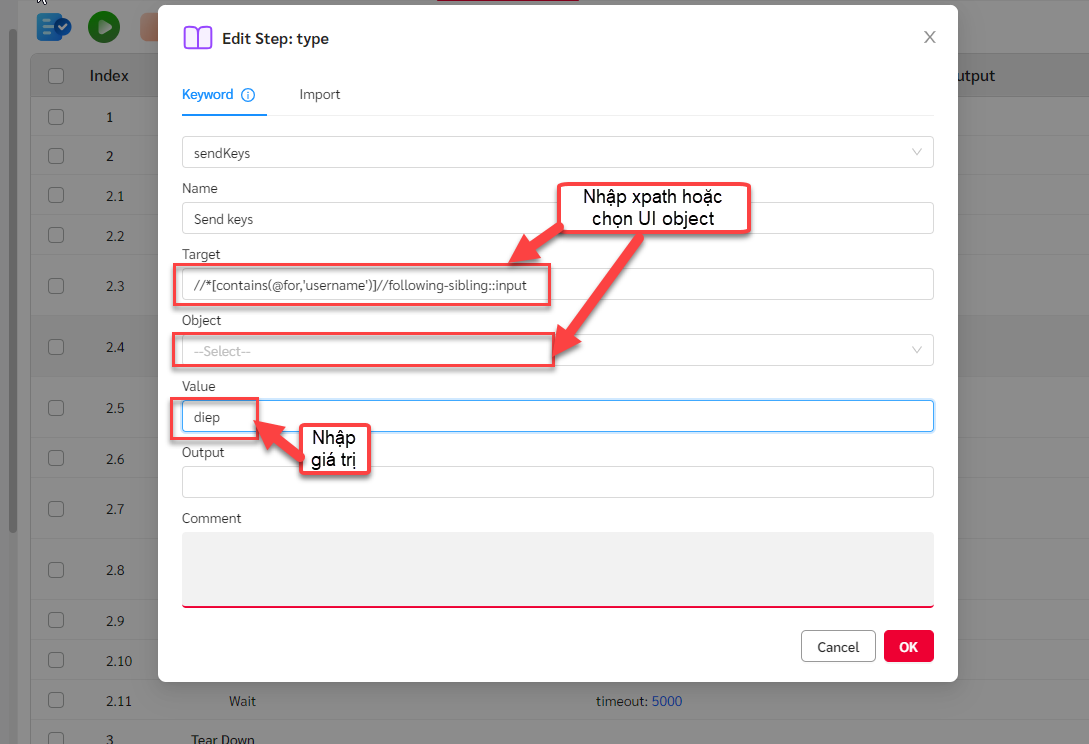 Edit Step: type
Keyword
Import
Index
utput
sendKeys
Name
Send keys
Nhập xpath hoặc
chọn UI object
Target
//*[contains(@for,'username')]//following-sibling::input
Object
--Select--
Value
diep
Nhập
giá trị
Output
Comment
Cancel
OK
1
2
2.1
2.2
2.3
2.4
2.5
2.6
2.7
2.8
2.9
2.10
2.11 Wait timeout: 5000
3 Tear Down